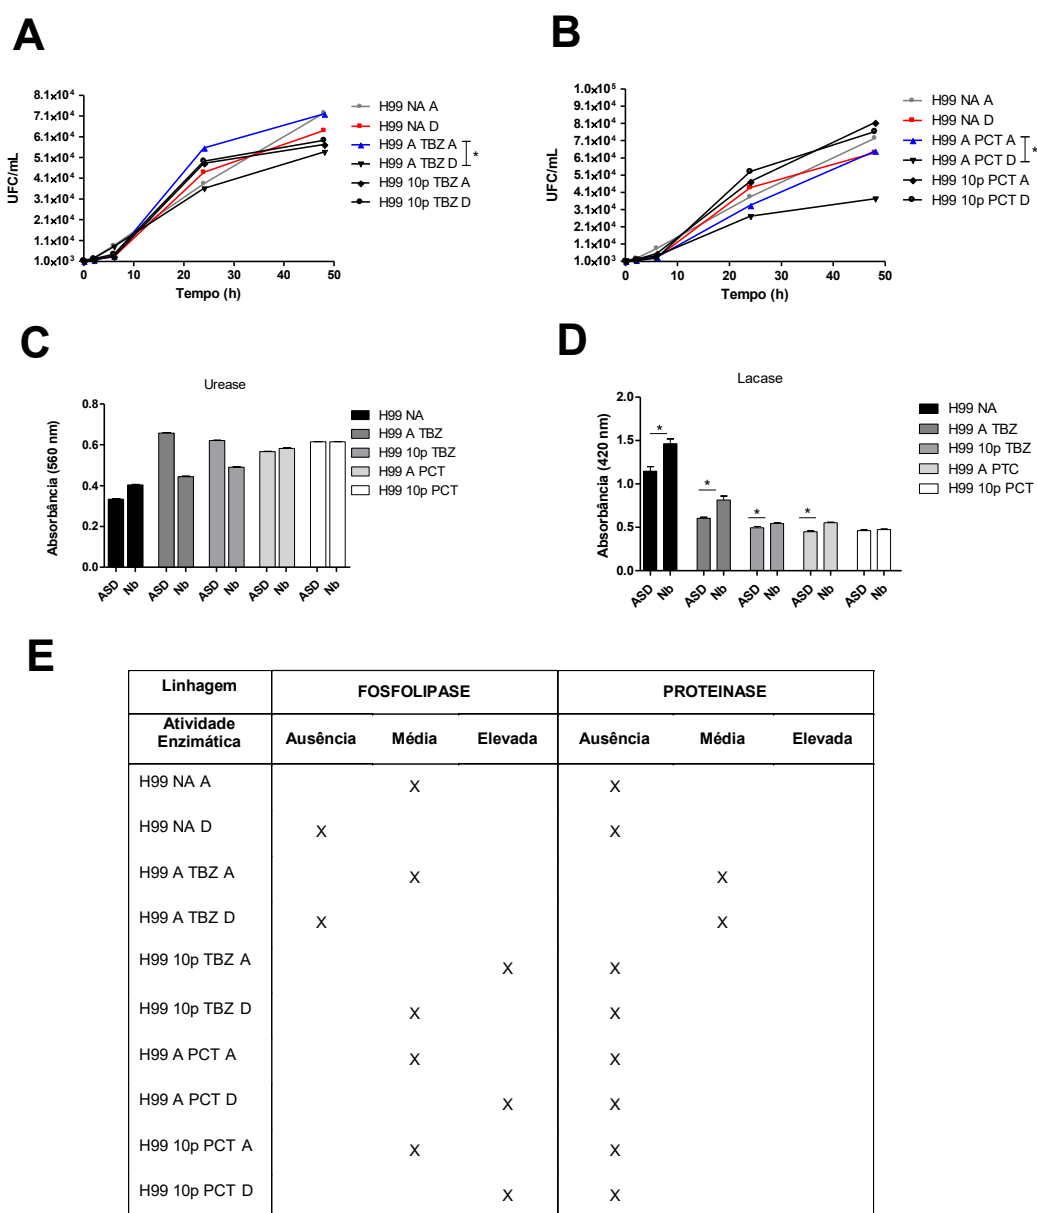 A
8.1×10⁴
7.1×10⁴
6.1×10⁴
5.1×10⁴
4.1×10⁴
3.1×10⁴
2.1×10⁴
1.1×10⁴
1.0×10³
UFC/mL
0 10 20 30 40 50
Tempo (h)
H99 NA A
H99 NA D
H99 A TBZ A
H99 A TBZ D
H99 10p TBZ A
H99 10p TBZ D
*
B
1.0×10⁵
9.1×10⁴
8.1×10⁴
7.1×10⁴
6.1×10⁴
5.1×10⁴
4.1×10⁴
3.1×10⁴
2.1×10⁴
1.1×10⁴
1.0×10³
UFC/mL
0 10 20 30 40 50
Tempo (h)
H99 NA A
H99 NA D
H99 A PCT A
H99 A PCT D
H99 10p PCT A
H99 10p PCT D
*
C
Urease
0.8
0.6
0.4
0.2
0.0
Absorbância (560 nm)
ASD Nb ASD Nb ASD Nb ASD Nb ASD Nb
H99 NA
H99 A TBZ
H99 10p TBZ
H99 A PCT
H99 10p PCT
D
Lacase
2.0
1.5
1.0
0.5
0.0
Absorbância (420 nm)
* * * *
ASD Nb ASD Nb ASD Nb ASD Nb ASD Nb
H99 NA
H99 A TBZ
H99 10p TBZ
H99 A PTC
H99 10p PCT
E
Linhagem FOSFOLIPASE PROTEINASE
Atividade
Enzimática Ausência Média Elevada Ausência Média Elevada
H99 NA A X X
H99 NA D X X
H99 A TBZ A X X
H99 A TBZ D X X
H99 10p TBZ A X X
H99 10p TBZ D X X
H99 A PCT A X X
H99 A PCT D X X
H99 10p PCT A X X
H99 10p PCT D X X